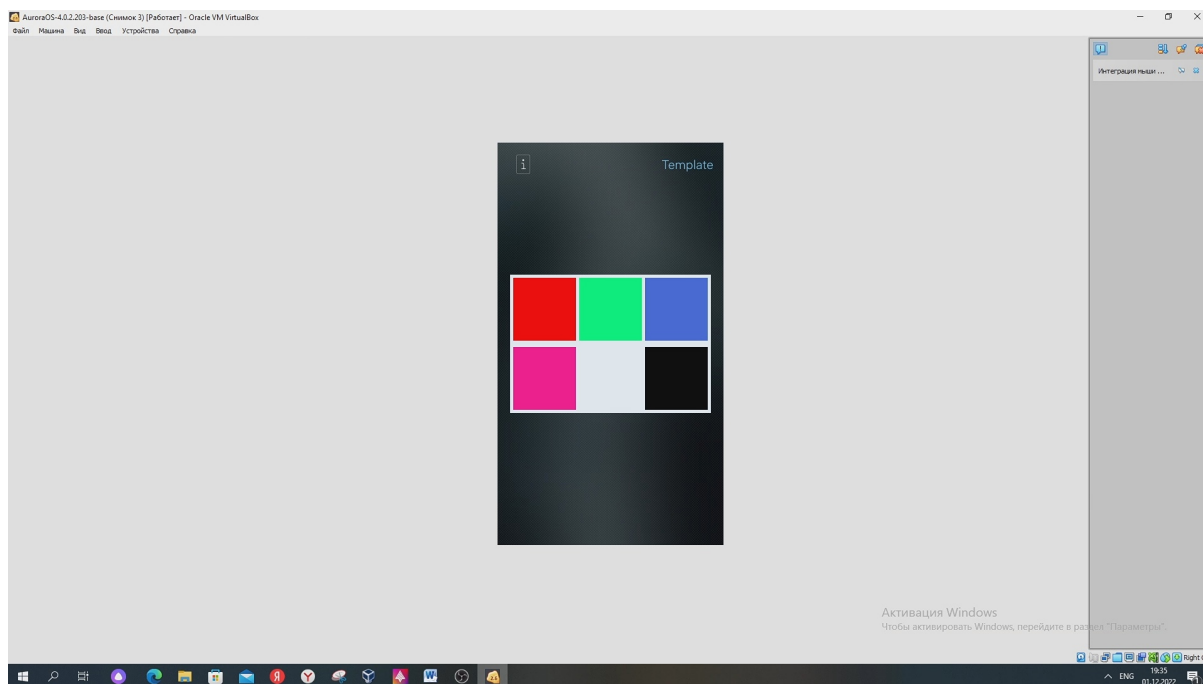 AuroraOS-4.0.2.203-base (Снимок 3) [Работает] - Oracle VM VirtualBox
Файл Машина Вид Ввод Устройства Справка
Интеграция мыши ...
i
Template
Активация Windows
Чтобы активировать Windows, перейдите в раздел "Параметры".
Right
ENG
19:35
01.12.2022